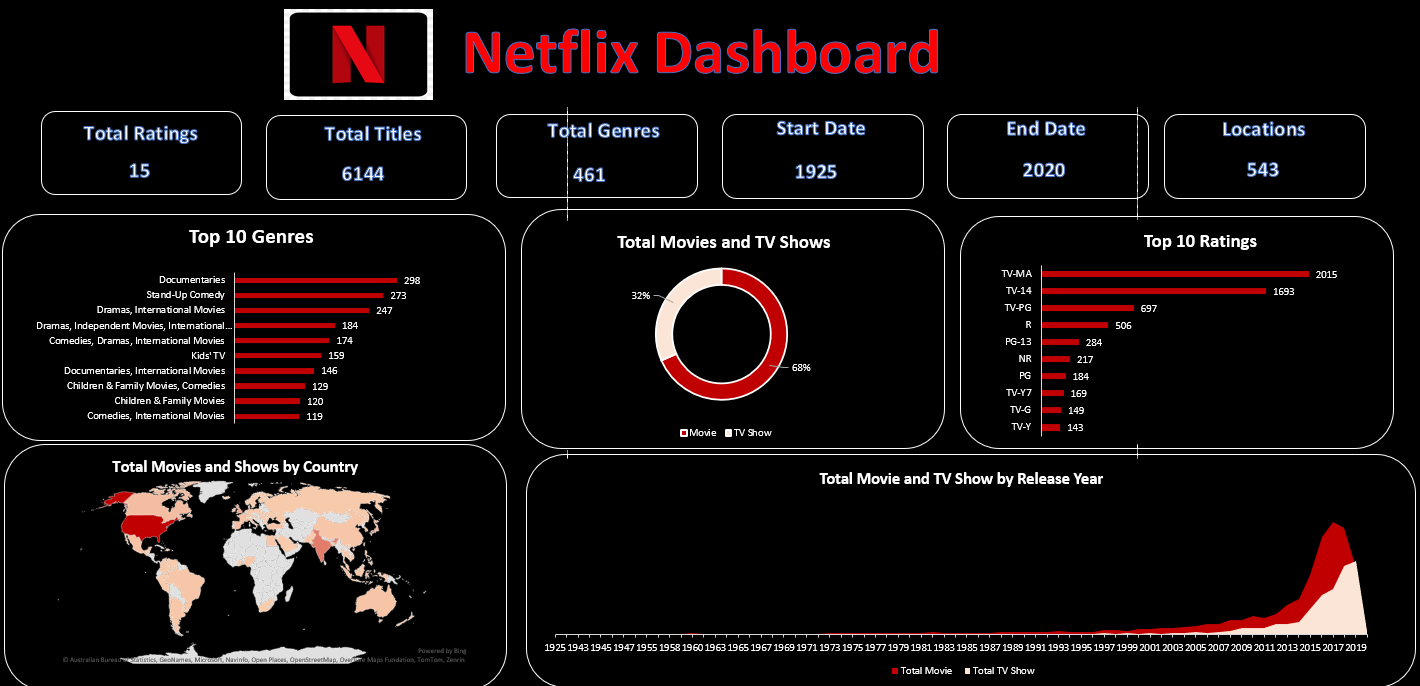 N
Netflix Dashboard
Total Ratings
15
Total Titles
6144
Total Genres
461
Start Date
1925
End Date
2020
Locations
543
Top 10 Genres
Documentaries 298
Stand-Up Comedy 273
Dramas, International Movies 247
Dramas, Independent Movies, International... 184
Comedies, Dramas, International Movies 174
Kids' TV 159
Documentaries, International Movies 146
Children & Family Movies, Comedies 129
Children & Family Movies 120
Comedies, International Movies 119
Total Movies and TV Shows
32%
68%
Movie TV Show
Top 10 Ratings
TV-MA 2015
TV-14 1693
TV-PG 697
R 506
PG-13 284
NR 217
PG 184
TV-Y7 169
TV-G 149
TV-Y 143
Total Movies and Shows by Country
Powered by Bing
© Australian Bureau of Statistics, GeoNames, Microsoft, Navinfo, Open Places, OpenStreetMap, Overture Maps Fundation, TomTom, Zenrin
Total Movie and TV Show by Release Year
1925 1943 1945 1947 1955 1958 1960 1963 1965 1967 1969 1971 1973 1975 1977 1979 1981 1983 1985 1987 1989 1991 1993 1995 1997 1999 2001 2003 2005 2007 2009 2011 2013 2015 2017 2019
Total Movie Total TV Show